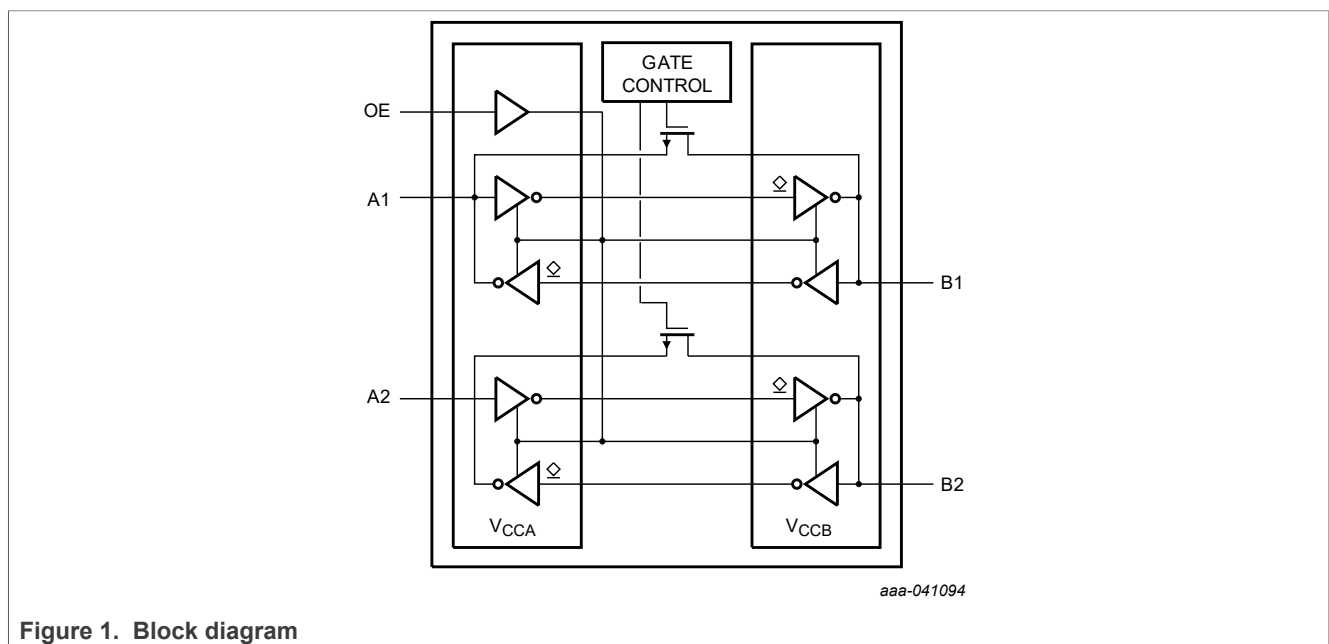 GATE
CONTROL
OE
A1
B1
A2
B2
VCCA
VCCB
aaa-041094
Figure 1. Block diagram